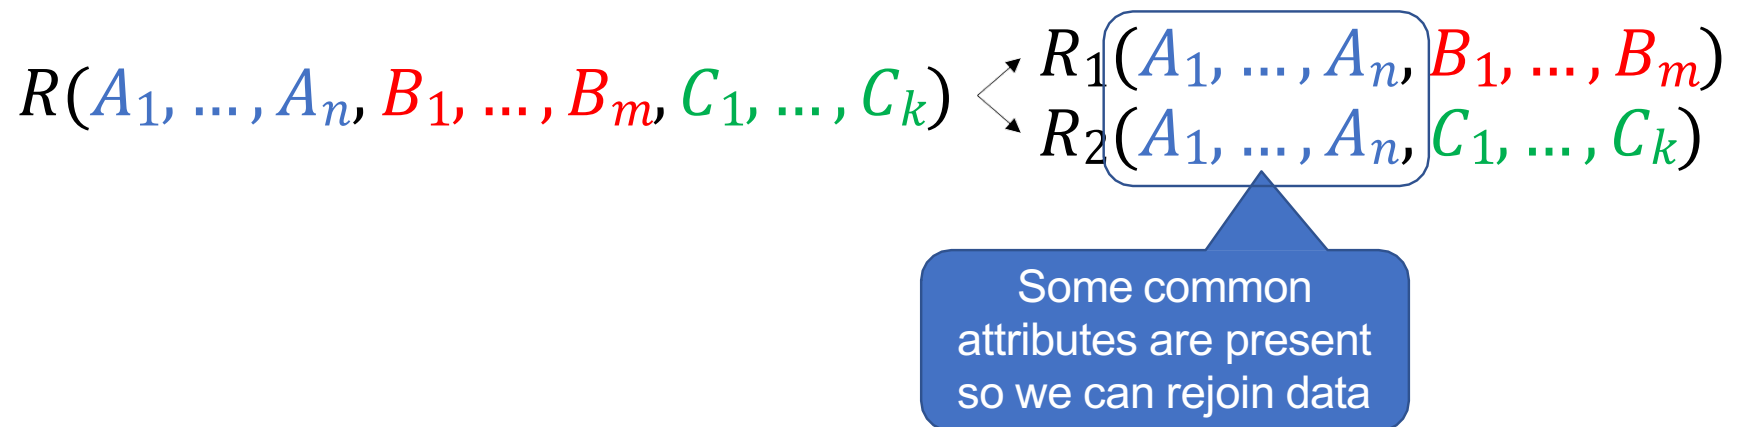 R(A₁, … , Aₙ, B₁, … , Bₘ, C₁, … , Cₖ)
R₁(A₁, … , Aₙ, B₁, … , Bₘ)
R₂(A₁, … , Aₙ, C₁, … , Cₖ)
Some common
attributes are present
so we can rejoin data